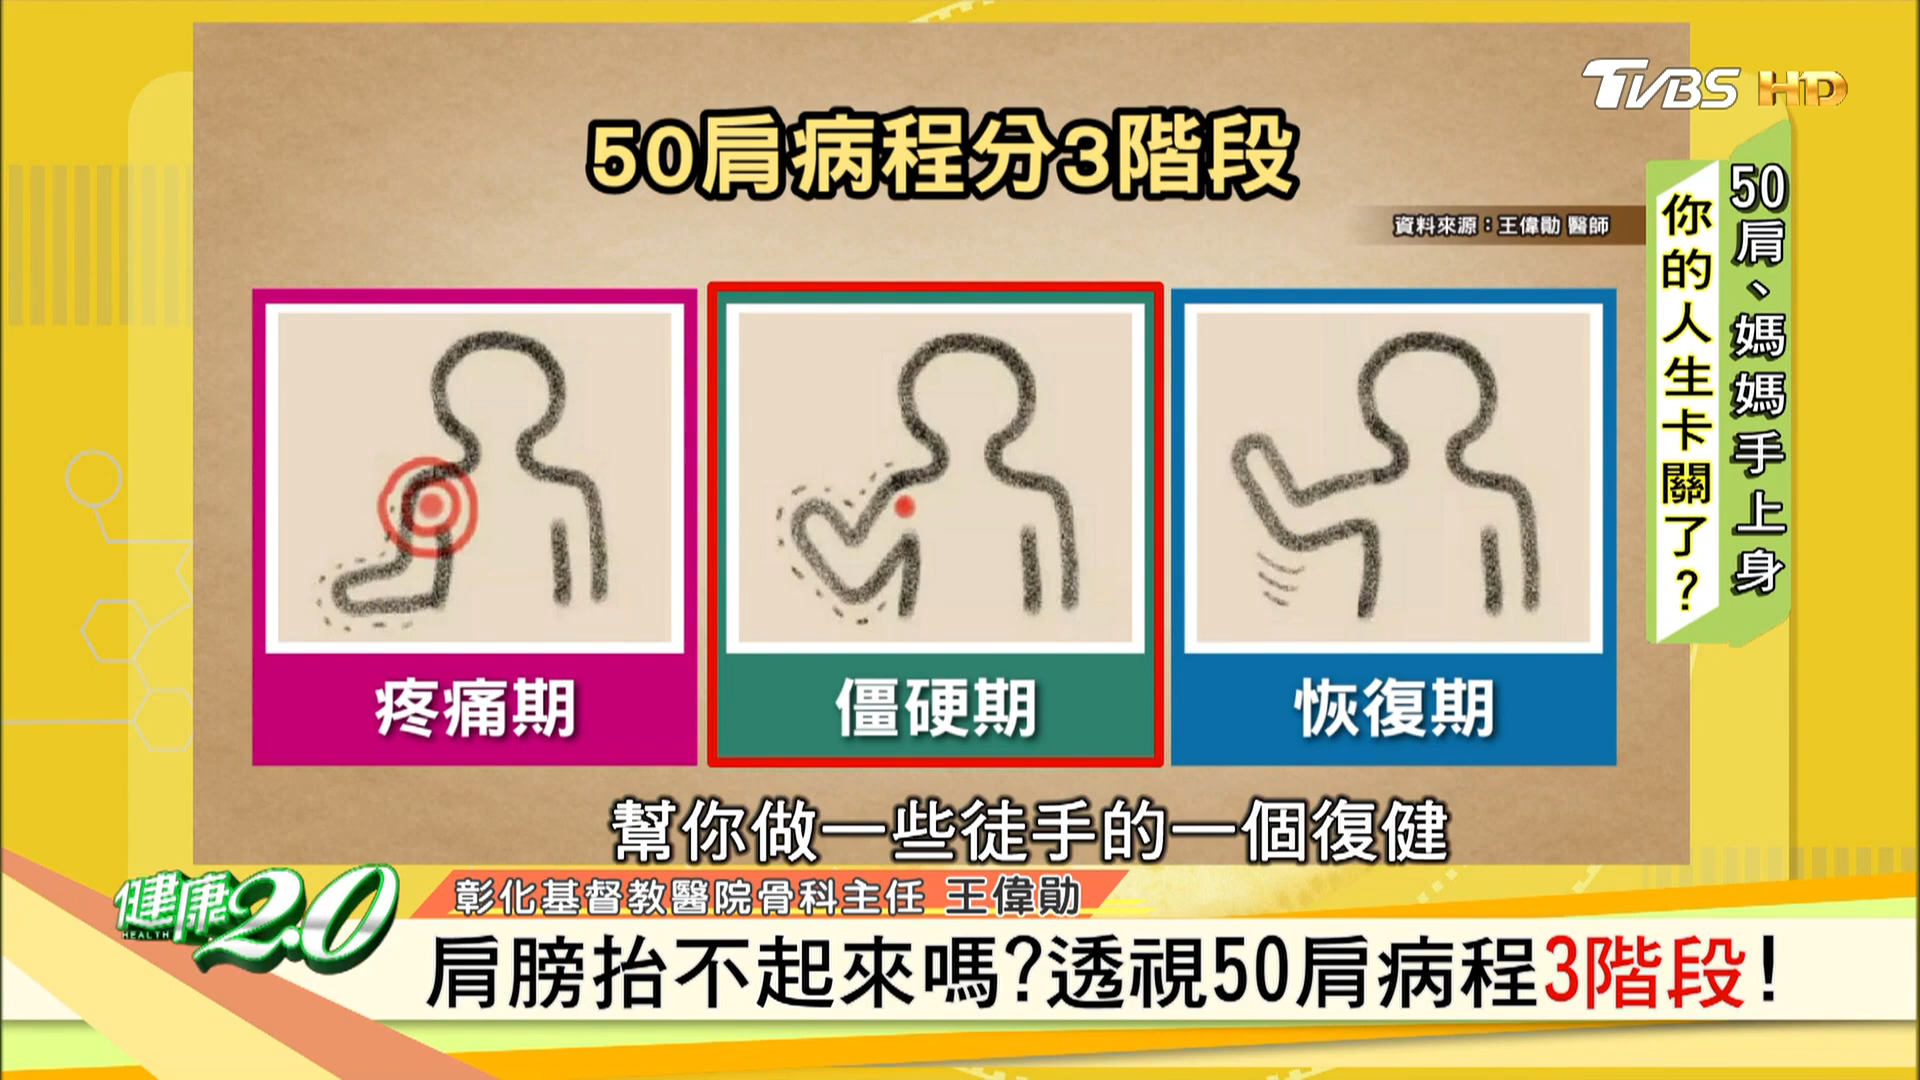 TVBS HD
50肩病程分3階段
資料來源：王偉勛 醫師
50肩、媽媽手上身
你的人生卡關了？
疼痛期
僵硬期
恢復期
幫你做一些徒手的一個復健
健康2.0
HEALTH
彰化基督教醫院骨科主任 王偉勛
肩膀抬不起來嗎?透視50肩病程3階段!